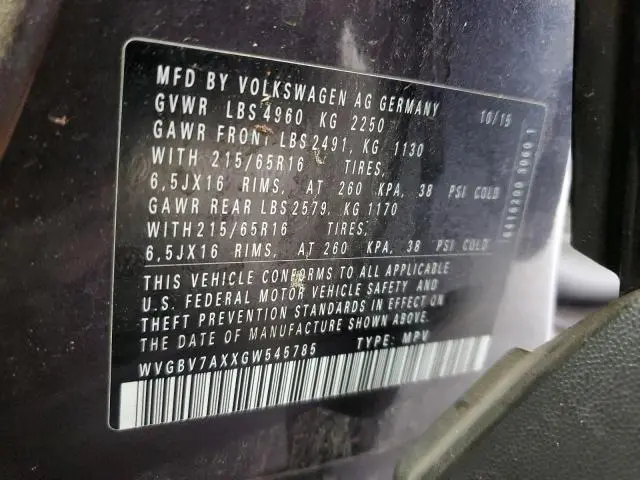 MFD BY VOLKSWAGEN AG GERMANY
GVWR LBS 4960 KG 2250 10/15
GAWR FRONT LBS 2491, KG 1130
WITH 215/65R16 TIRES,
6,5JX16 RIMS, AT 260 KPA, 38 PSI COLD
GAWR REAR LBS 2579, KG 1170
WITH 215/65R16 TIRES,
6,5JX16 RIMS, AT 260 KPA, 38 PSI COLD
THIS VEHICLE CONFORMS TO ALL APPLICABLE
U.S. FEDERAL MOTOR VEHICLE SAFETY AND
THEFT PREVENTION STANDARDS IN EFFECT ON
THE DATE OF MANUFACTURE SHOWN ABOVE.
WVGBV7AXXGW545785 TYPE: MPV